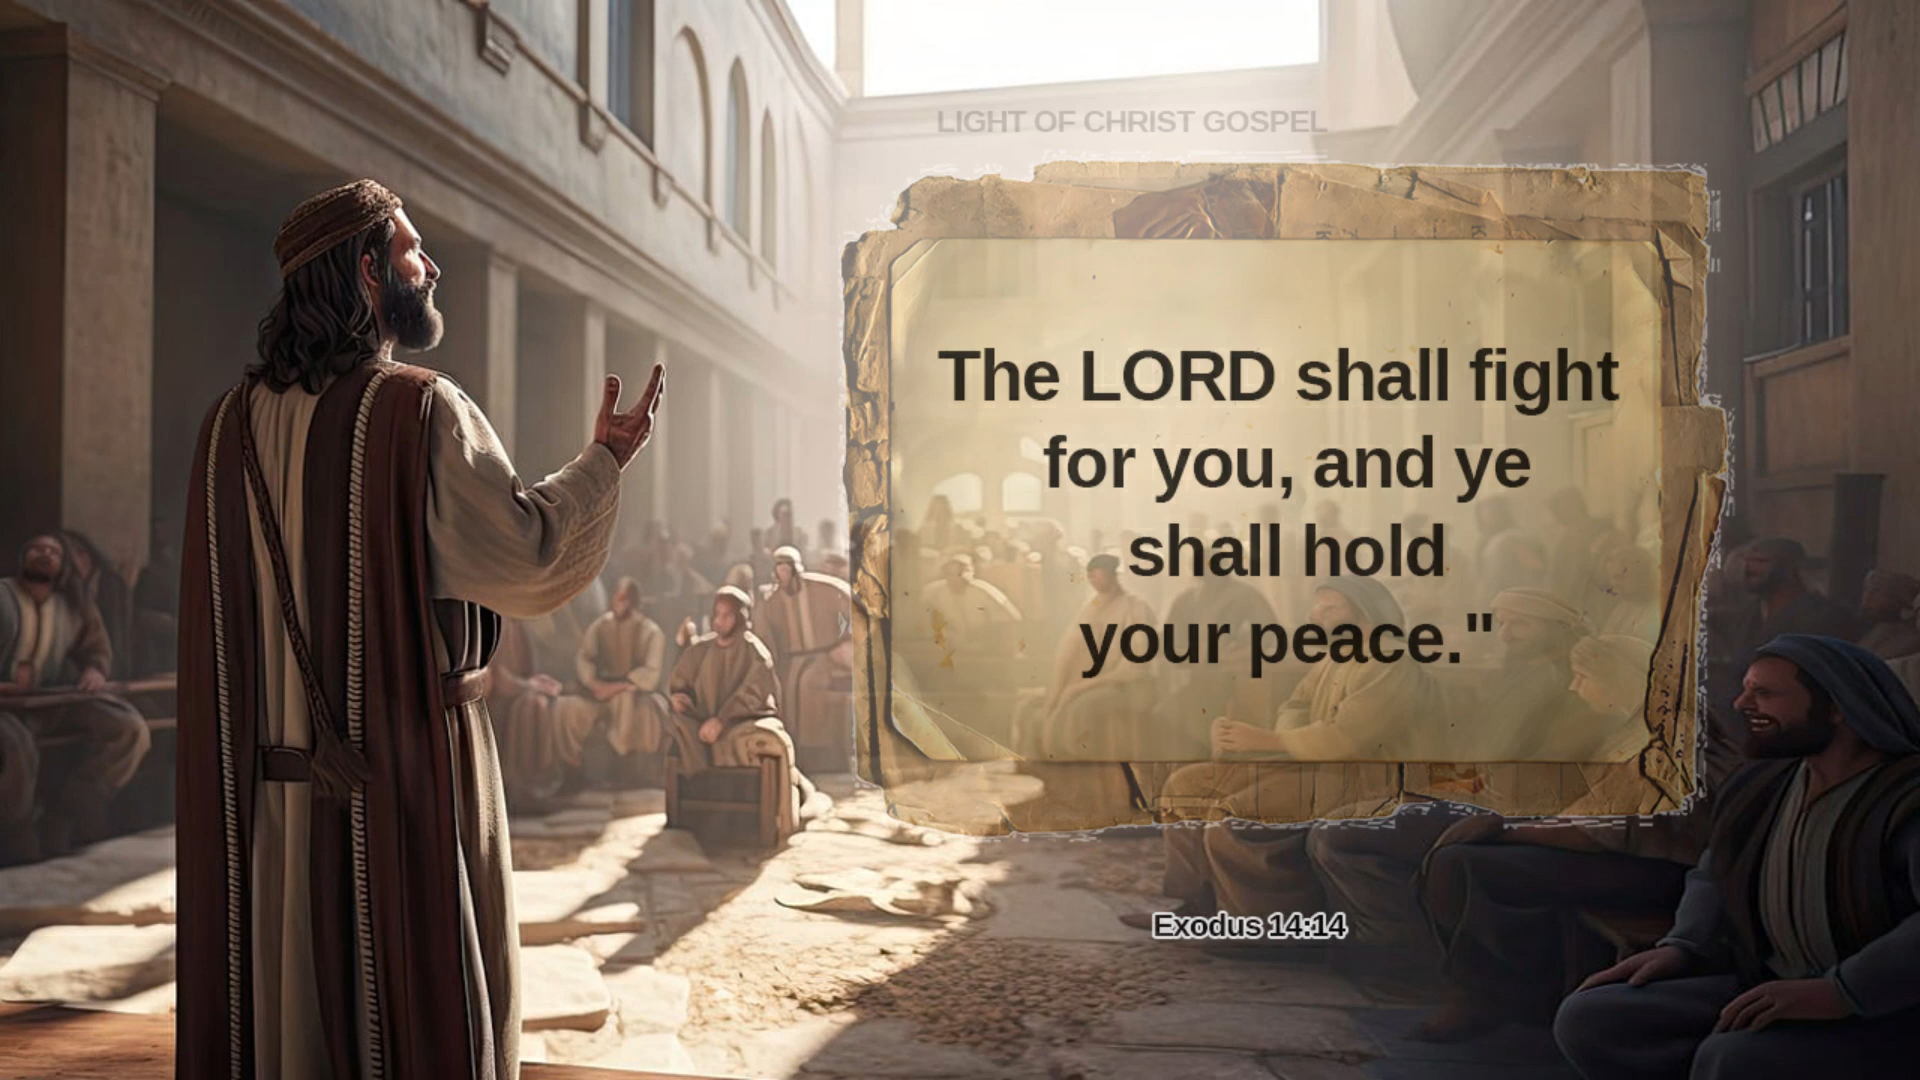 LIGHT OF CHRIST GOSPEL
The LORD shall fight
for you, and ye
shall hold
your peace."
Exodus 14:14